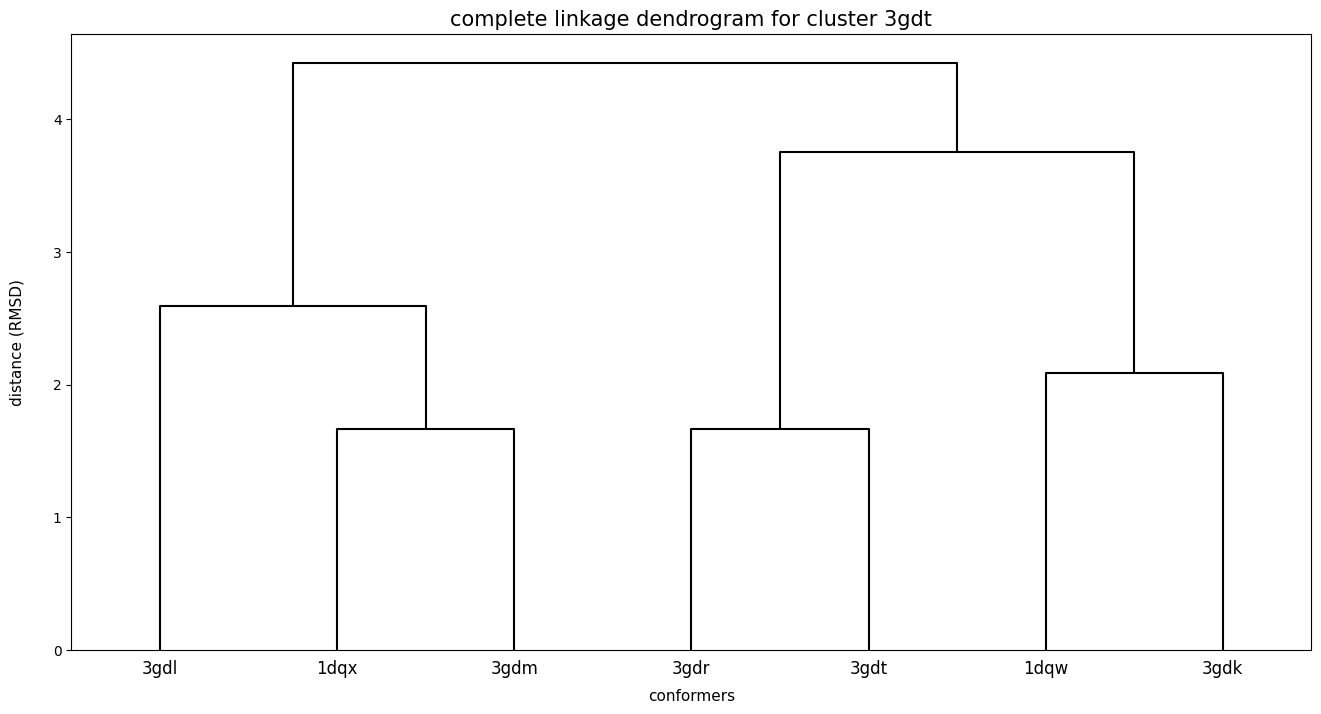 complete linkage dendrogram for cluster 3gdt
distance (RMSD)
4
3
2
1
0
3gdl 1dqx 3gdm 3gdr 3gdt 1dqw 3gdk
conformers